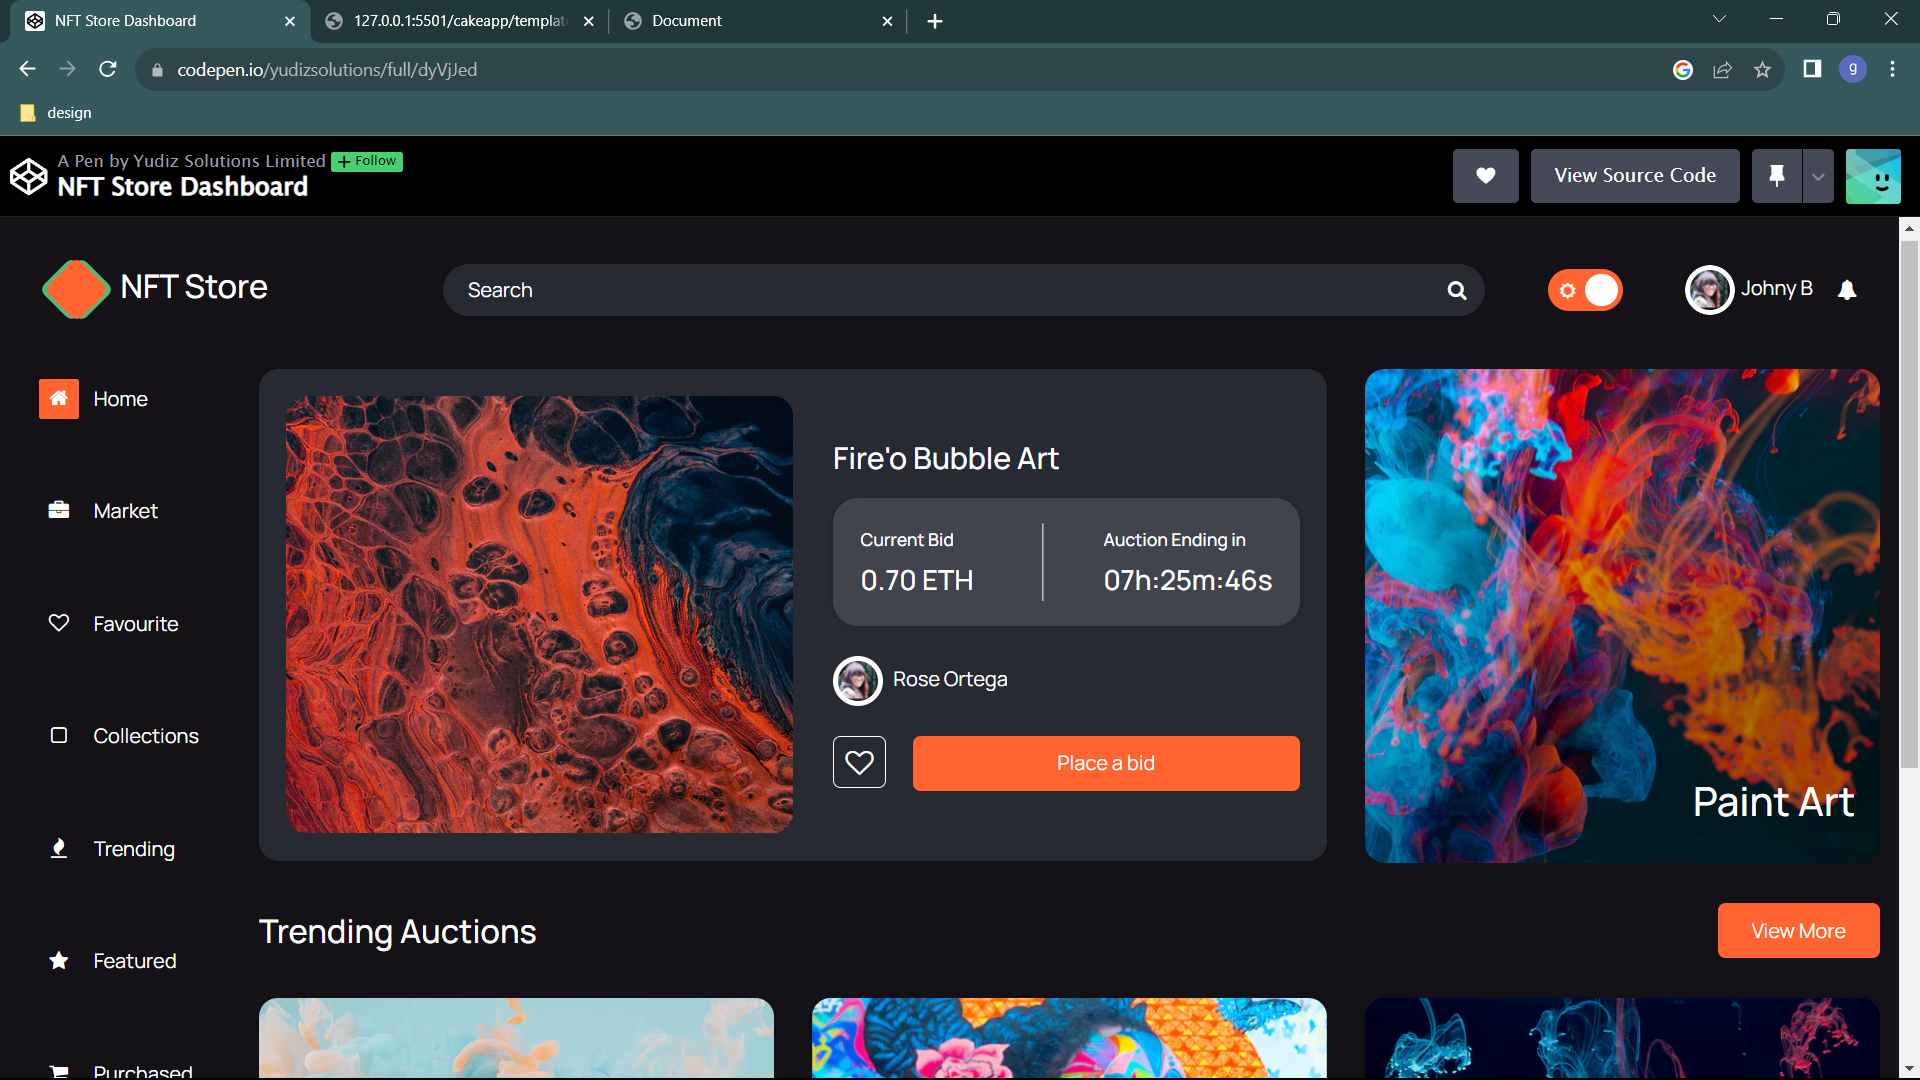 NFT Store Dashboard
127.0.0.1:5501/cakeapp/templat
Document
codepen.io/yudizsolutions/full/dyVjJed
g
design
A Pen by Yudiz Solutions Limited
+ Follow
NFT Store Dashboard
View Source Code
NFT Store
Search
Johny B
Home
Market
Favourite
Collections
Trending
Featured
Purchased
Fire'o Bubble Art
Current Bid
Auction Ending in
0.70 ETH
07h:25m:46s
Rose Ortega
Place a bid
Paint Art
Trending Auctions
View More